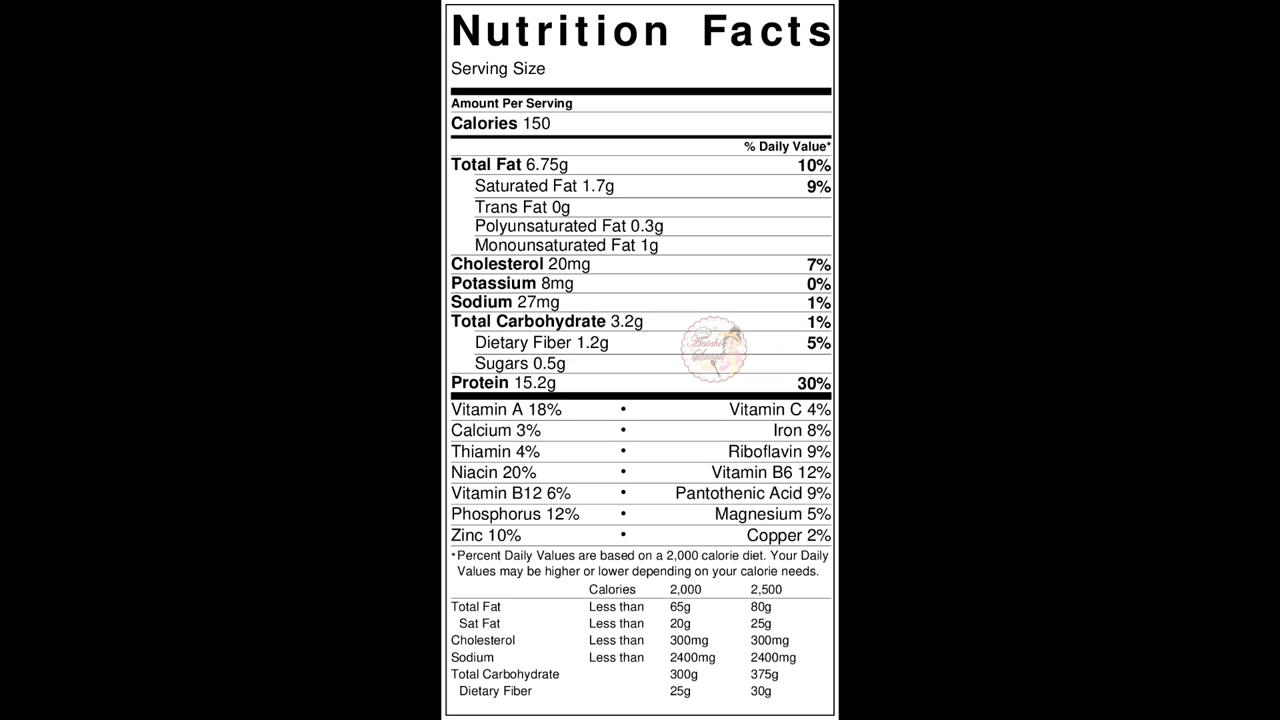 Nutrition Facts
Serving Size
Amount Per Serving
Calories 150
% Daily Value*
Total Fat 6.75g 10%
Saturated Fat 1.7g 9%
Trans Fat 0g
Polyunsaturated Fat 0.3g
Monounsaturated Fat 1g
Cholesterol 20mg 7%
Potassium 8mg 0%
Sodium 27mg 1%
Total Carbohydrate 3.2g 1%
Dietary Fiber 1.2g 5%
Sugars 0.5g
Protein 15.2g 30%
Vitamin A 18% • Vitamin C 4%
Calcium 3% • Iron 8%
Thiamin 4% • Riboflavin 9%
Niacin 20% • Vitamin B6 12%
Vitamin B12 6% • Pantothenic Acid 9%
Phosphorus 12% • Magnesium 5%
Zinc 10% • Copper 2%
*Percent Daily Values are based on a 2,000 calorie diet. Your Daily
Values may be higher or lower depending on your calorie needs.
Calories 2,000 2,500
Total Fat Less than 65g 80g
Sat Fat Less than 20g 25g
Cholesterol Less than 300mg 300mg
Sodium Less than 2400mg 2400mg
Total Carbohydrate 300g 375g
Dietary Fiber 25g 30g